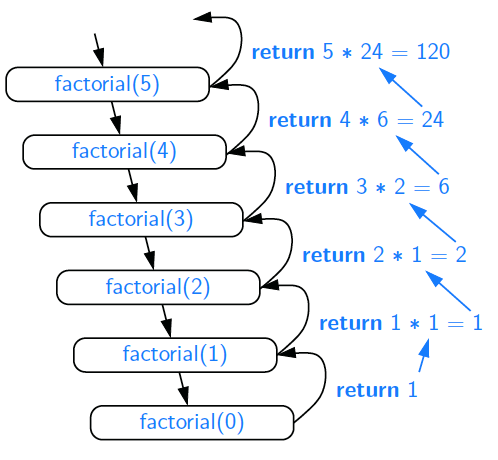 return 5 ∗ 24 = 120
factorial(5)
return 4 ∗ 6 = 24
factorial(4)
return 3 ∗ 2 = 6
factorial(3)
return 2 ∗ 1 = 2
factorial(2)
return 1 ∗ 1 = 1
factorial(1)
return 1
factorial(0)